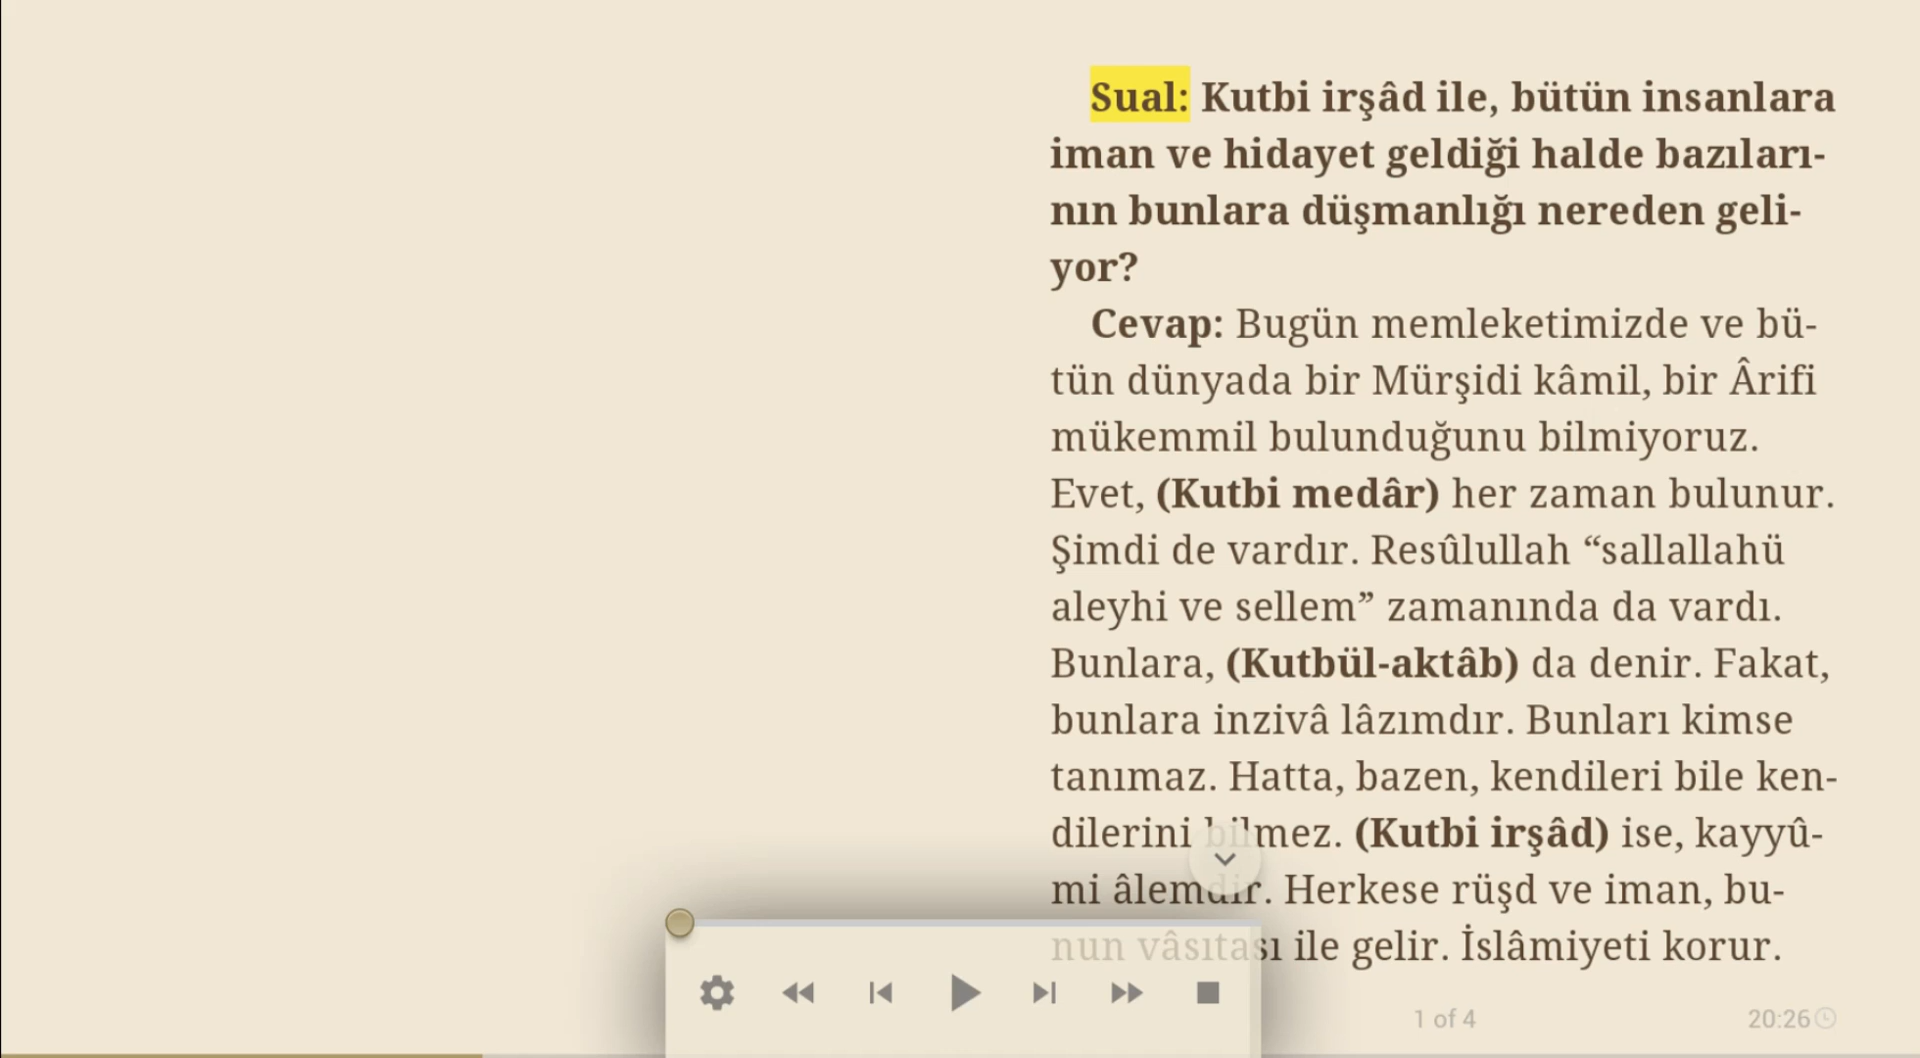 Sual: Kutbi irşâd ile, bütün insanlara
iman ve hidayet geldiği halde bazıları-
nın bunlara düşmanlığı nereden geli-
yor?
Cevap: Bugün memleketimizde ve bü-
tün dünyada bir Mürşidi kâmil, bir Ârifi
mükemmil bulunduğunu bilmiyoruz.
Evet, (Kutbi medâr) her zaman bulunur.
Şimdi de vardır. Resûlullah “sallallahü
aleyhi ve sellem” zamanında da vardı.
Bunlara, (Kutbül-aktâb) da denir. Fakat,
bunlara inzivâ lâzımdır. Bunları kimse
tanımaz. Hatta, bazen, kendileri bile ken-
dilerini bilmez. (Kutbi irşâd) ise, kayyû-
mi âlemdir. Herkese rüşd ve iman, bu-
nun vâsıtası ile gelir. İslâmiyeti korur.
1 of 4
20:26